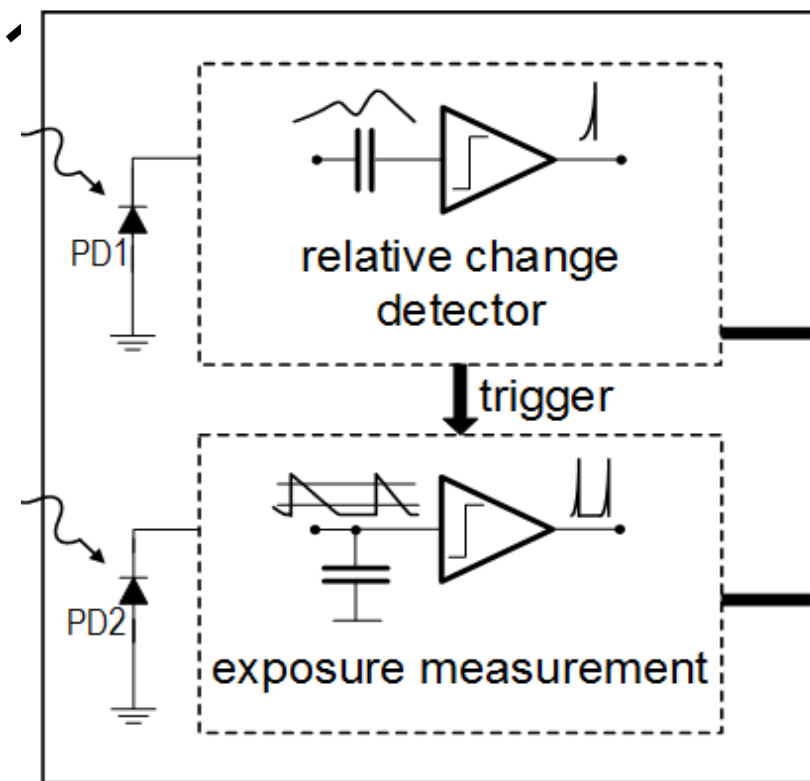 PD1
relative change
detector
trigger
PD2
exposure measurement